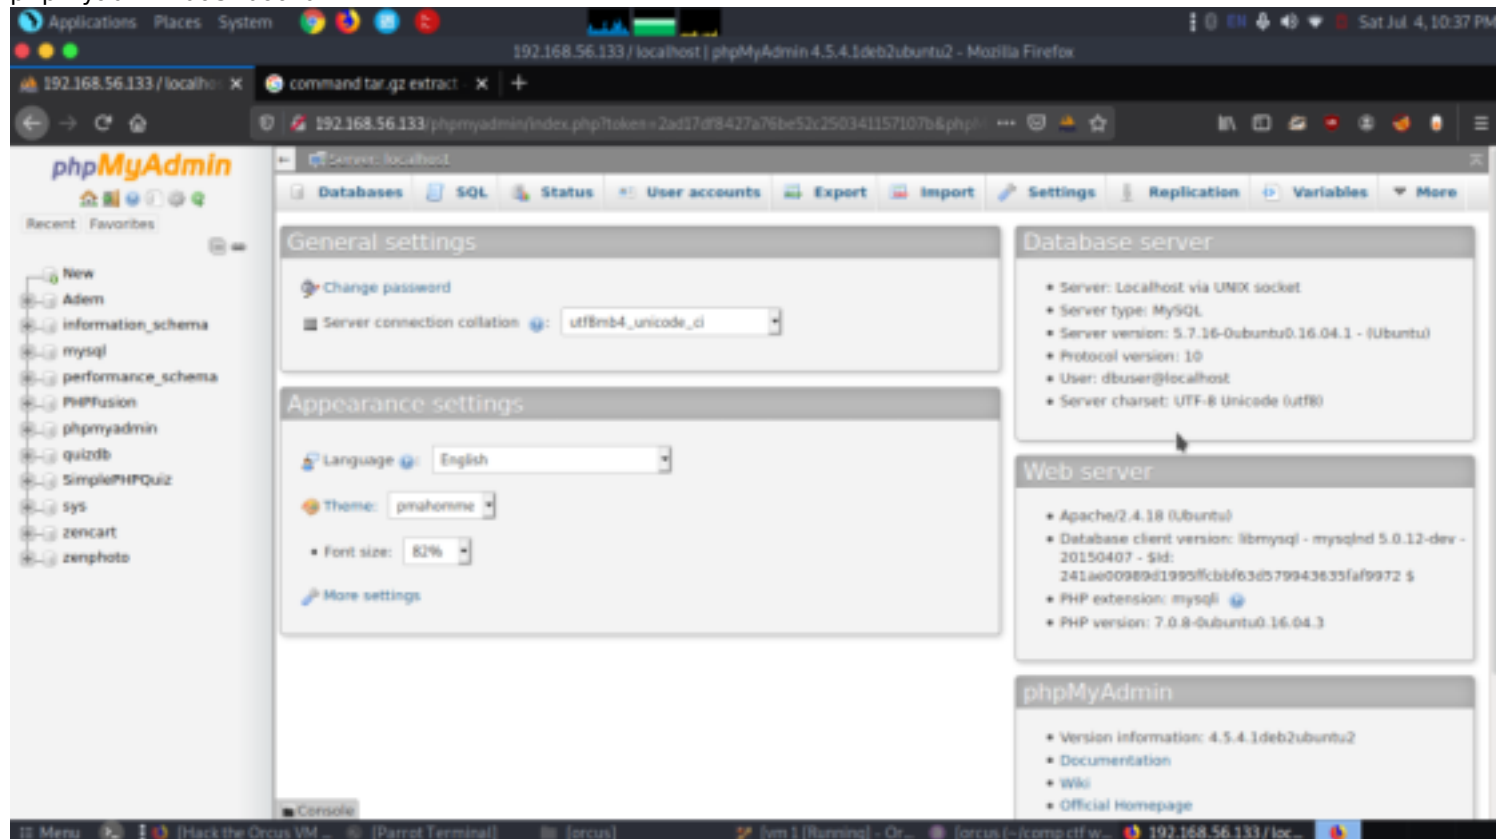 Applications Places System
Sat Jul 4, 10:37 PM
192.168.56.133 / localhost | phpMyAdmin 4.5.4.1deb2ubuntu2 - Mozilla Firefox
192.168.56.133 / localho
command tar.gz extract -
192.168.56.133/phpmyadmin/index.php?token=2ad17df8427a76be52c250341157107b&php
phpMyAdmin
Recent Favorites
New
Adem
information_schema
mysql
performance_schema
PHPFusion
phpmyadmin
quizdb
SimplePHPQuiz
sys
zencart
zenphoto
Server: localhost
Databases SQL Status User accounts Export Import Settings Replication Variables More
General settings
Change password
Server connection collation : utf8mb4_unicode_ci
Appearance settings
Language : English
Theme: pmahomme
Font size: 82%
More settings
Console
Database server
• Server: Localhost via UNIX socket
• Server type: MySQL
• Server version: 5.7.16-0ubuntu0.16.04.1 - (Ubuntu)
• Protocol version: 10
• User: dbuser@localhost
• Server charset: UTF-8 Unicode (utf8)
Web server
• Apache/2.4.18 (Ubuntu)
• Database client version: libmysql - mysqlnd 5.0.12-dev -
20150407 - $Id:
241ae00989d1995ffcbbf63d579943635faf9972 $
• PHP extension: mysqli
• PHP version: 7.0.8-0ubuntu0.16.04.3
phpMyAdmin
• Version information: 4.5.4.1deb2ubuntu2
• Documentation
• Wiki
• Official Homepage
Menu [Hack the Orcus VM ... [Parrot Terminal] [orcus] [vm 1 [Running] - Or... [orcus (~/comp ctf w... 192.168.56.133 / loc...